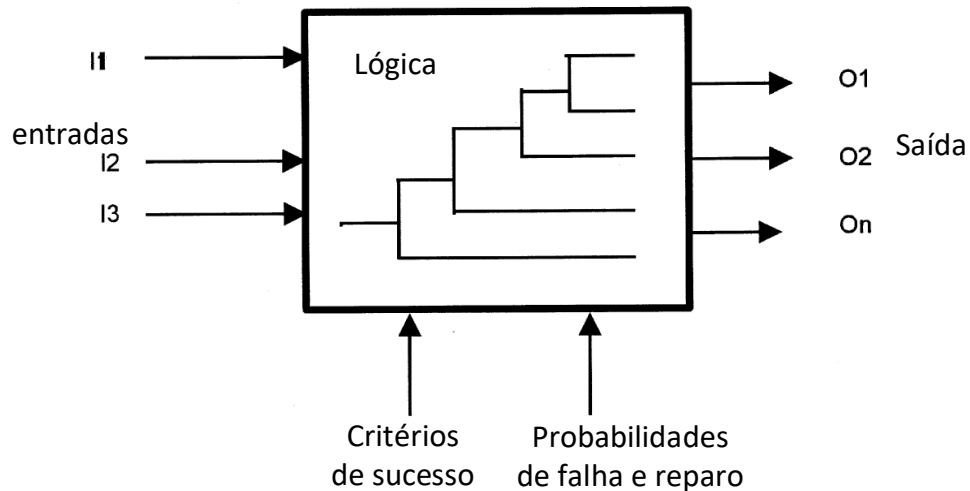 I1
entradas
I2
I3
Lógica
O1
O2
Saída
On
Critérios
de sucesso
Probabilidades
de falha e reparo